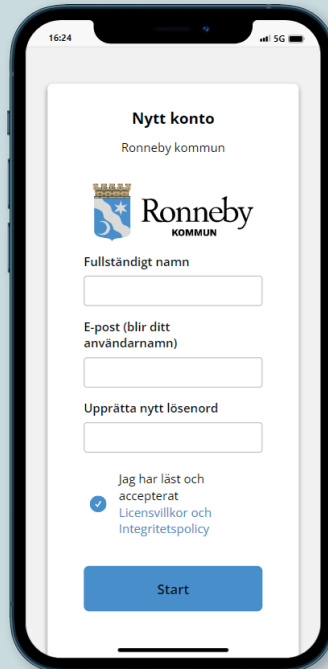 16:24
5G
Nytt konto
Ronneby kommun
Ronneby
KOMMUN
Fullständigt namn
E-post (blir ditt
användarnamn)
Upprätta nytt lösenord
Jag har läst och
accepterat
Licensvillkor och
Integritetspolicy
Start